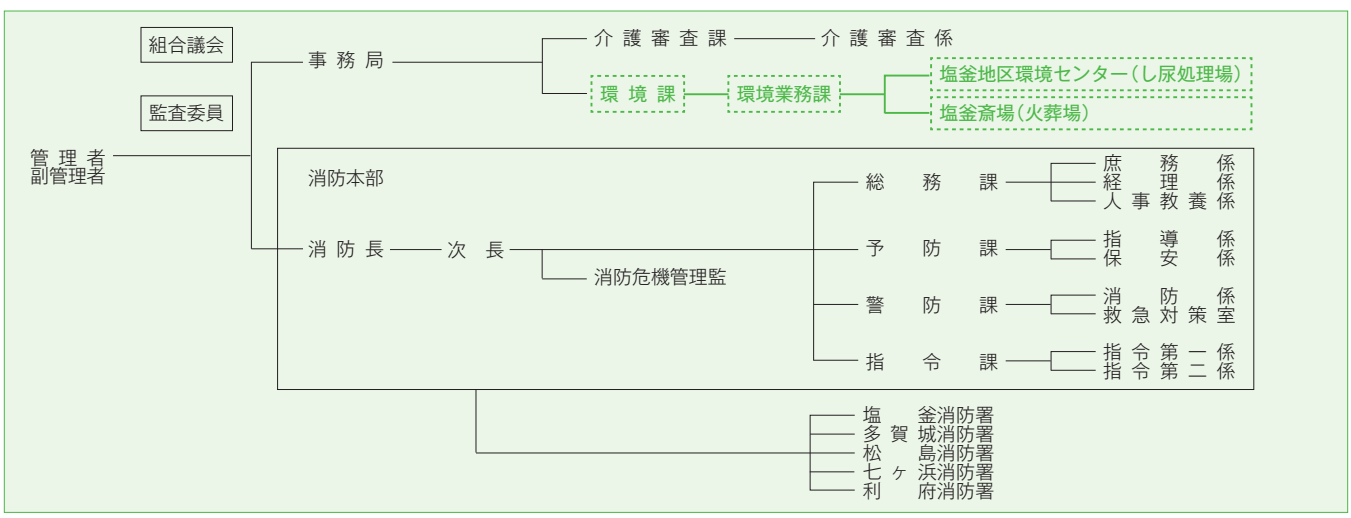 組合議会
監査委員
管理者
副管理者
事務局
介護審査課
介護審査係
環境課
環境業務課
塩釜地区環境センター(し尿処理場)
塩釜斎場(火葬場)
消防本部
消防長
次長
消防危機管理監
総務課
庶務係
経理係
人事教養係
予防課
指導係
保安係
警防課
消防係
救急対策室
指令課
指令第一係
指令第二係
塩釜消防署
多賀城消防署
松島消防署
七ヶ浜消防署
利府消防署